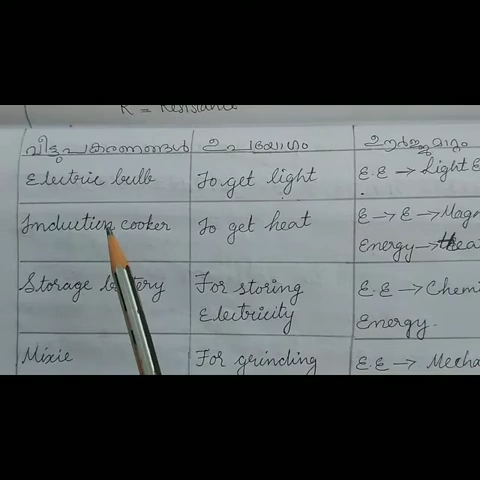 R = Resistance
വീട്ടുപകരണങ്ങൾ ഉപയോഗം ഊർജ്ജമാറ്റം
Electric bulb To get light E.E → Light E
Induction cooker To get heat E → E → Magn
Energy → Hea
Storage battery For storing E.E → Chemi
Electricity Energy.
Mixie For grinding E.E → Mecha